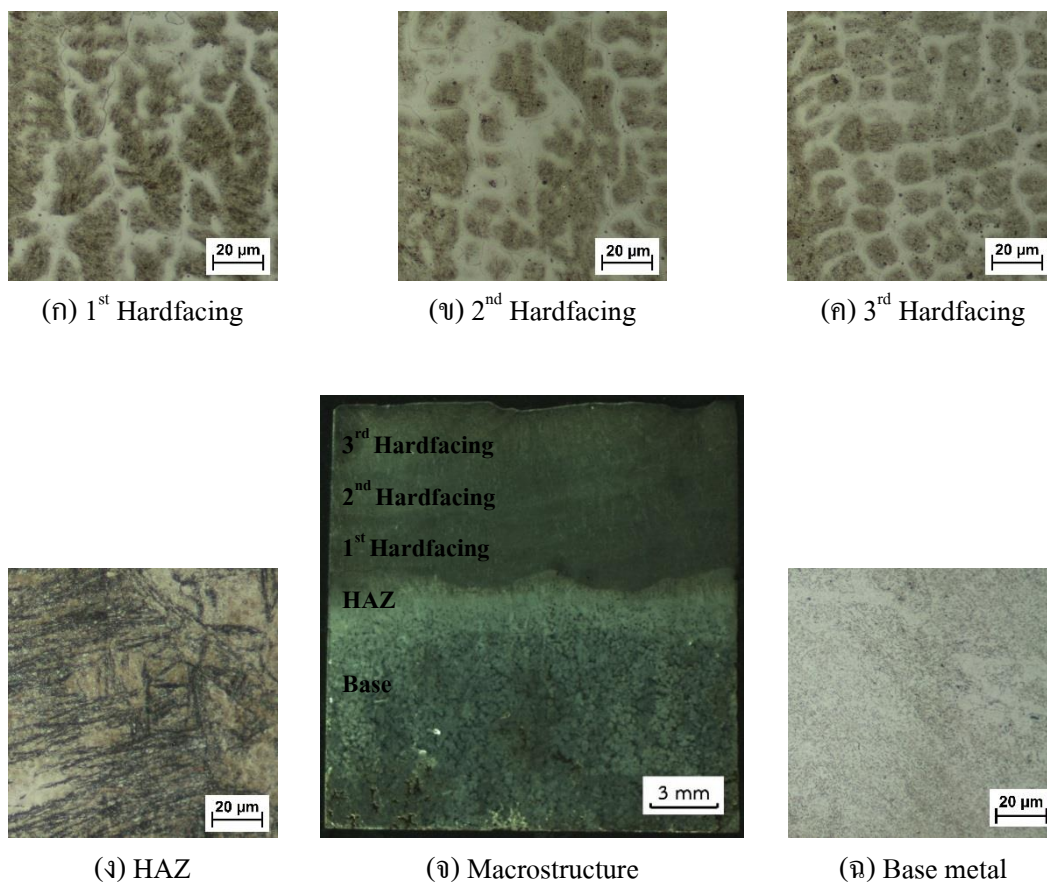 20 µm
20 µm
20 µm
(ก) 1st Hardfacing
(ข) 2nd Hardfacing
(ค) 3rd Hardfacing
3rd Hardfacing
2nd Hardfacing
1st Hardfacing
HAZ
Base
20 µm
3 mm
20 µm
(ง) HAZ
(จ) Macrostructure
(ฉ) Base metal